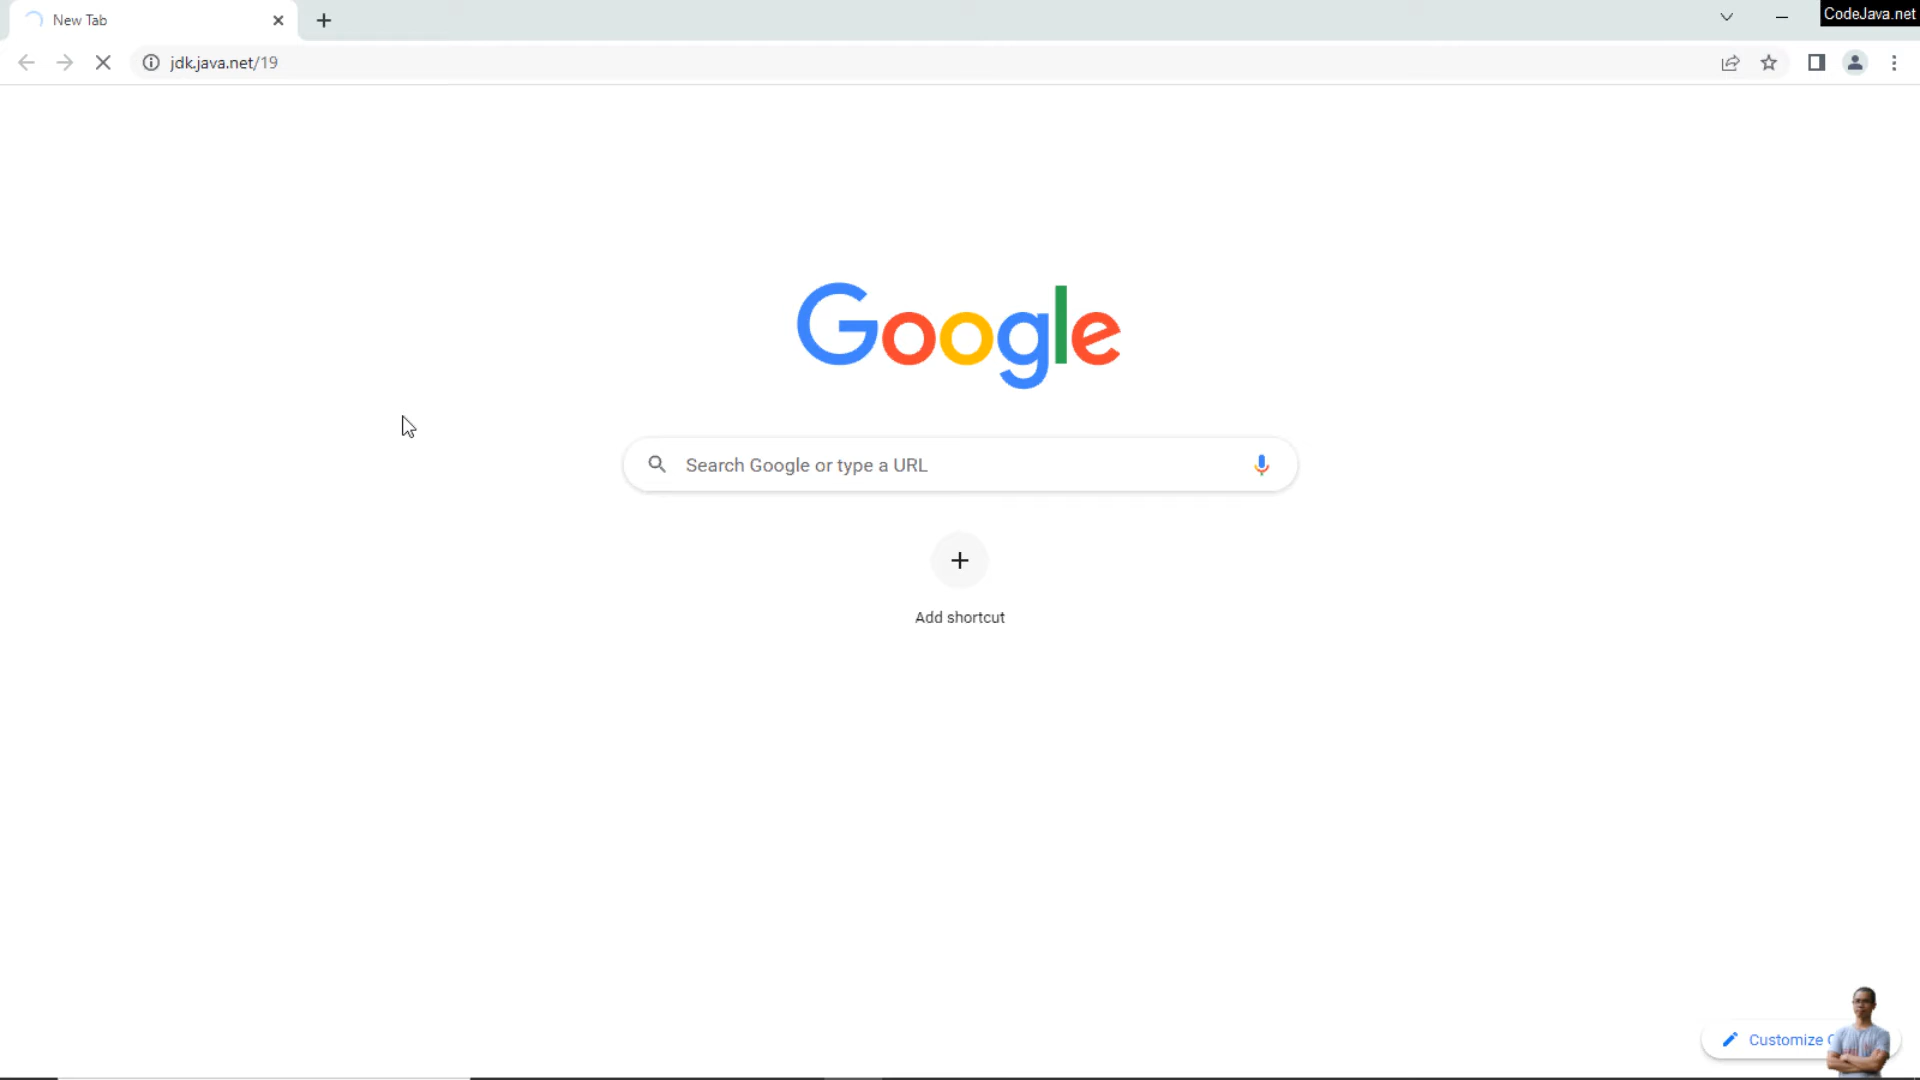 New Tab
CodeJava.net
jdk.java.net/19
Google
Search Google or type a URL
Add shortcut
Customize